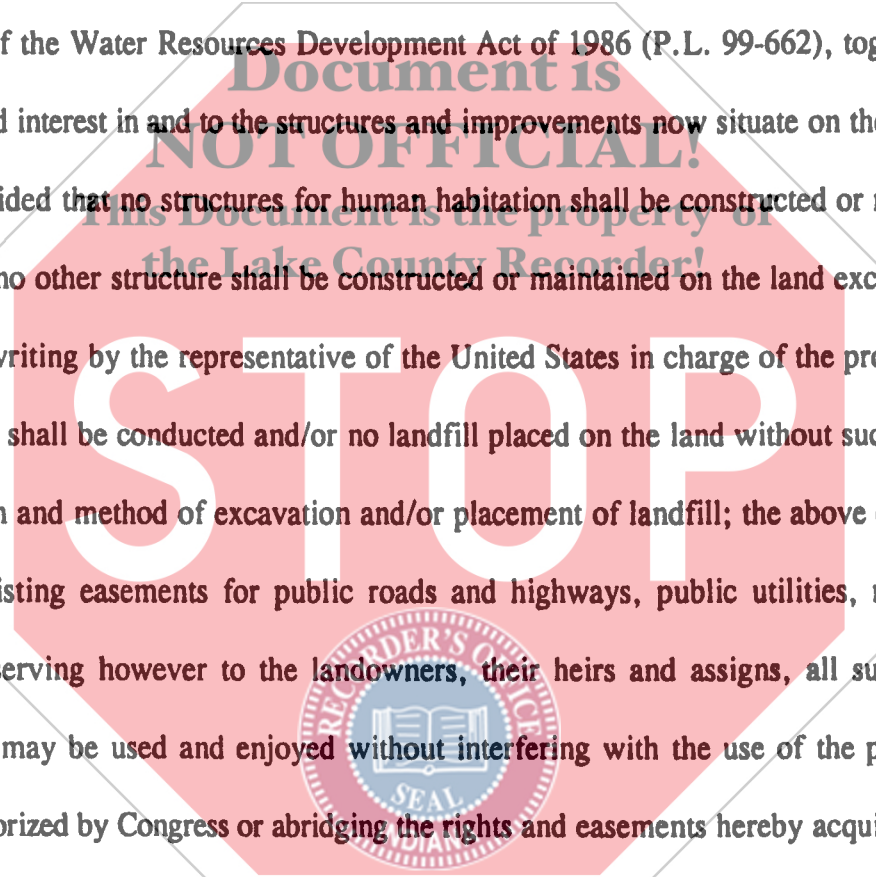 f the Water Resources Development Act of 1986 (P.L. 99-662), tog
Document is
d interest in and to the structures and improvements now situate on the
NOT OFFICIAL!
ided that no structures for human habitation shall be constructed or
This Document is the property of
the Lake County Recorder!
no other structure shall be constructed or maintained on the land exc
writing by the representative of the United States in charge of the pro
STOP
shall be conducted and/or no landfill placed on the land without suc
n and method of excavation and/or placement of landfill; the above
isting easements for public roads and highways, public utilities,
serving however to the landowners, their heirs and assigns, all su
RECORDER'S OFFICE
may be used and enjoyed without interfering with the use of the p
SEAL
orized by Congress or abridging the rights and easements hereby acqui
INDIANA